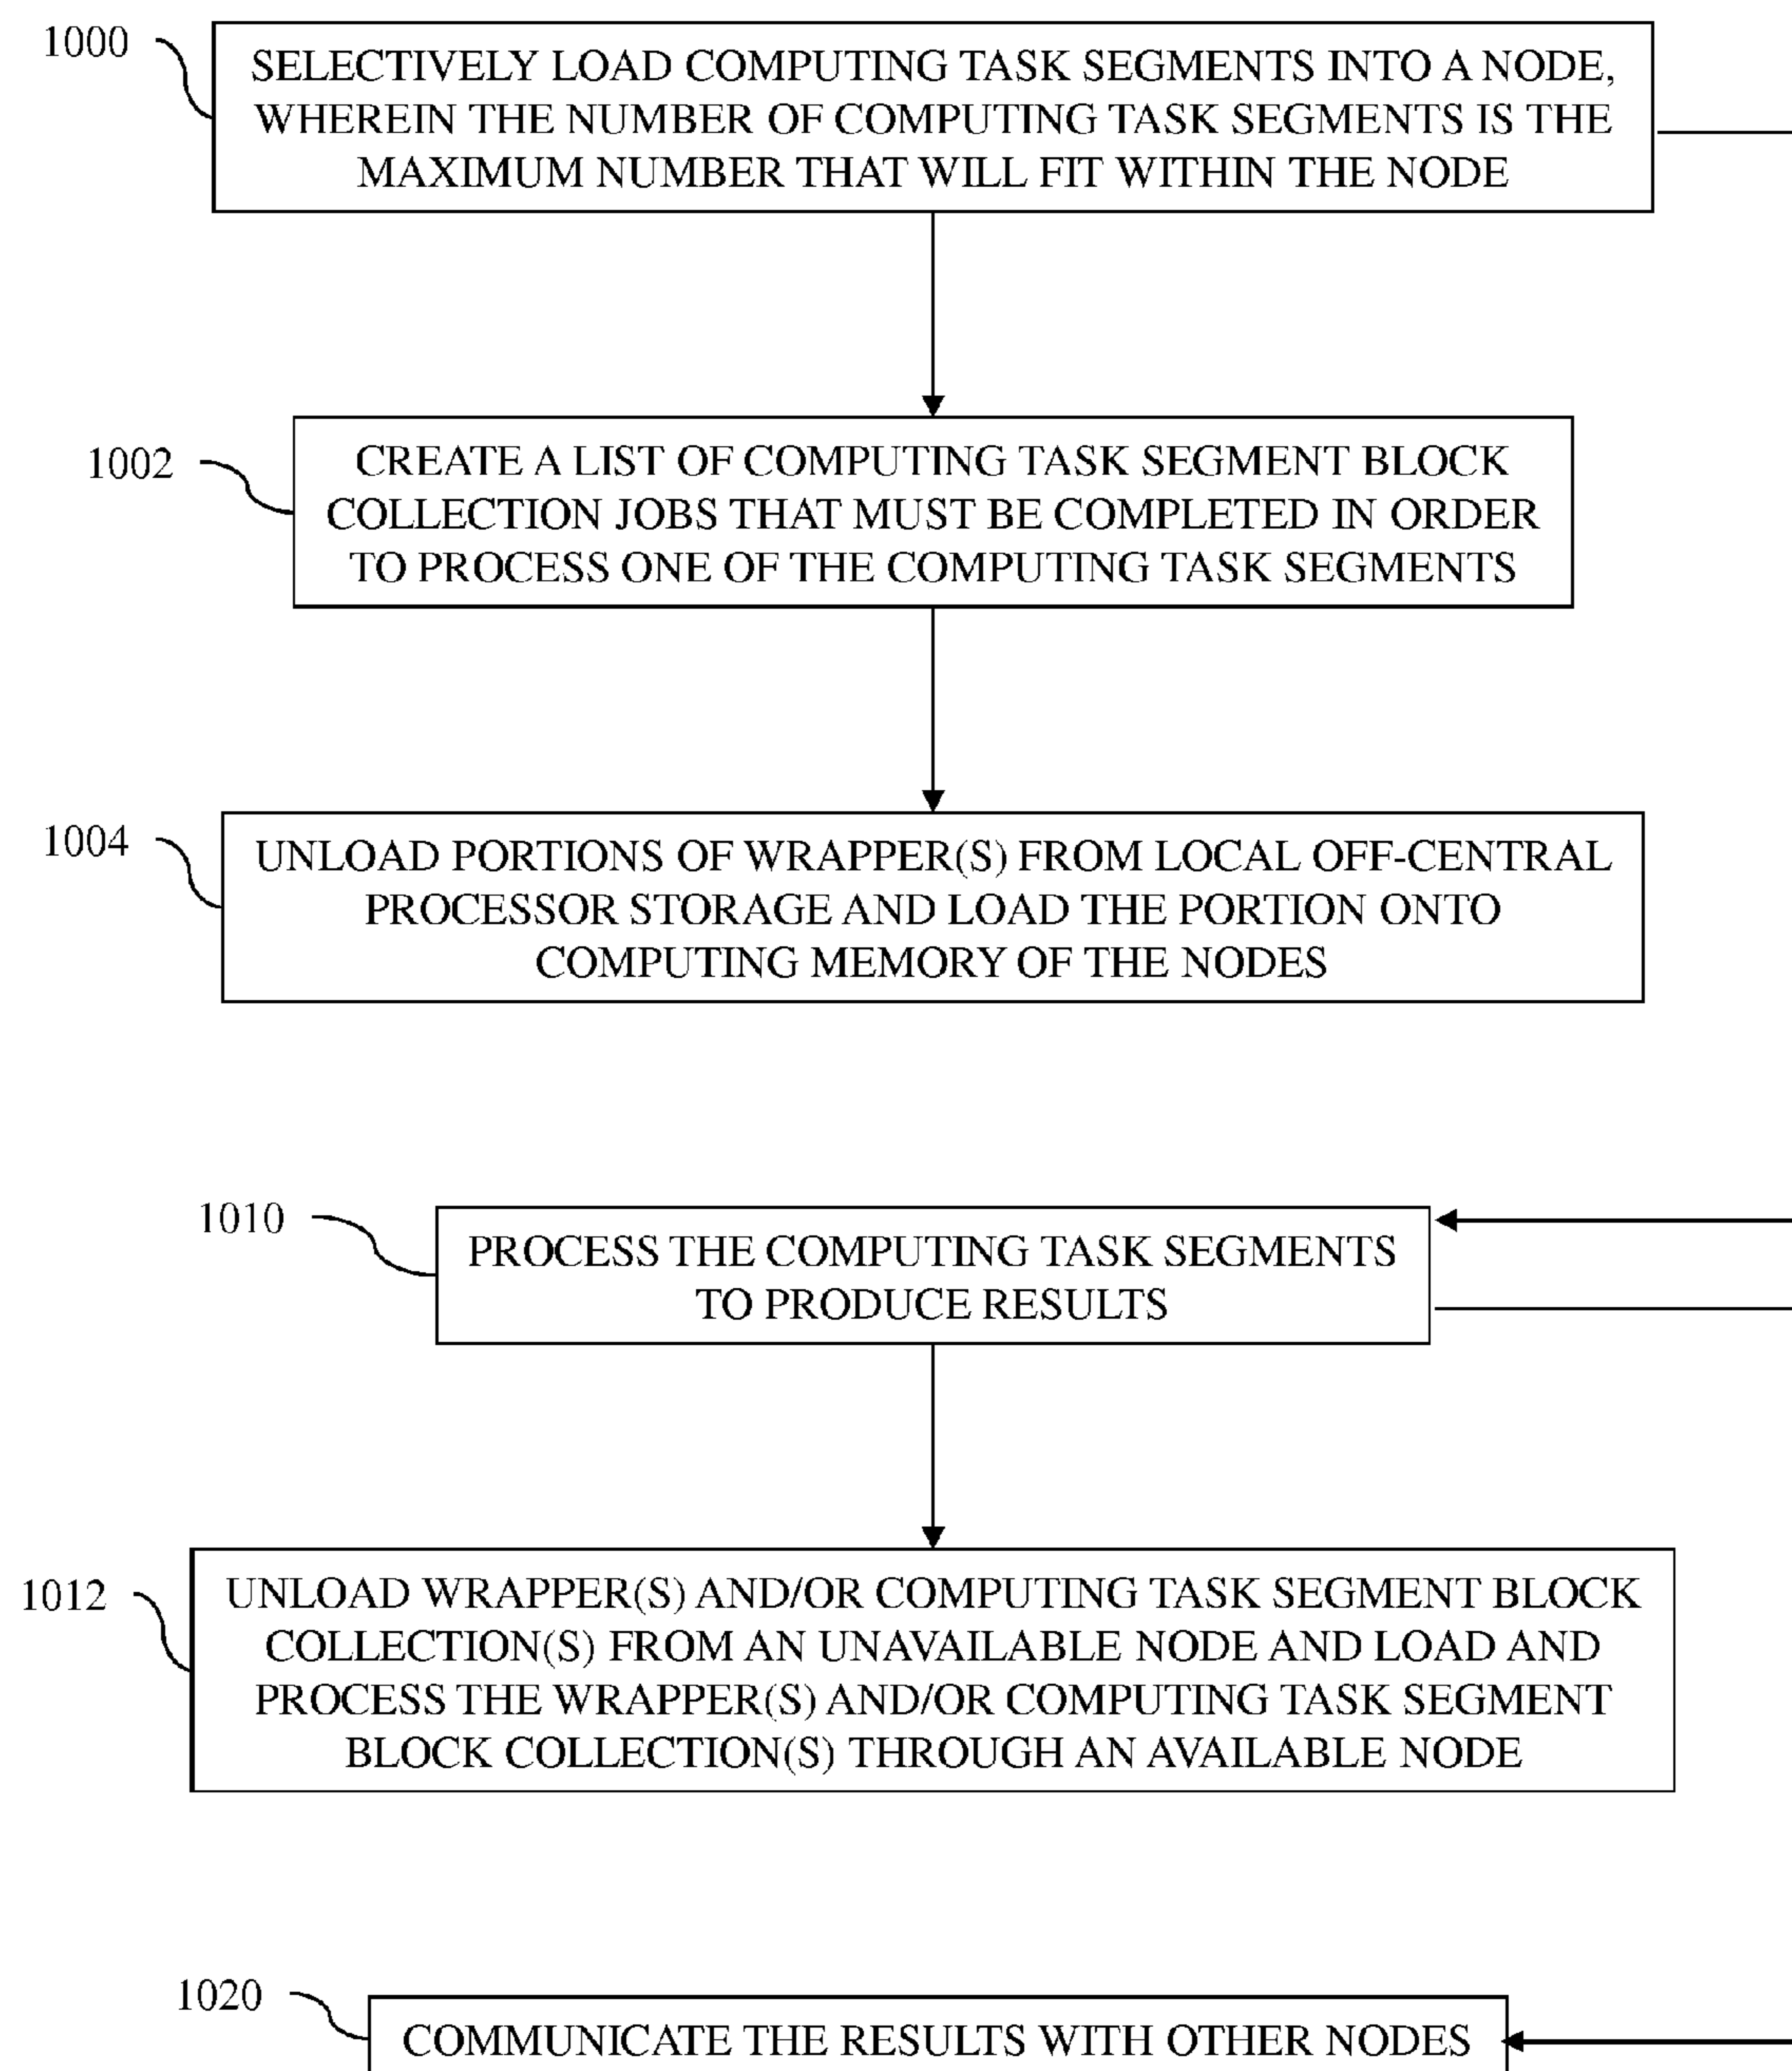 1000
SELECTIVELY LOAD COMPUTING TASK SEGMENTS INTO A NODE,
WHEREIN THE NUMBER OF COMPUTING TASK SEGMENTS IS THE
MAXIMUM NUMBER THAT WILL FIT WITHIN THE NODE
1002
CREATE A LIST OF COMPUTING TASK SEGMENT BLOCK
COLLECTION JOBS THAT MUST BE COMPLETED IN ORDER
TO PROCESS ONE OF THE COMPUTING TASK SEGMENTS
1004
UNLOAD PORTIONS OF WRAPPER(S) FROM LOCAL OFF-CENTRAL
PROCESSOR STORAGE AND LOAD THE PORTION ONTO
COMPUTING MEMORY OF THE NODES
1010
PROCESS THE COMPUTING TASK SEGMENTS
TO PRODUCE RESULTS
1012
UNLOAD WRAPPER(S) AND/OR COMPUTING TASK SEGMENT BLOCK
COLLECTION(S) FROM AN UNAVAILABLE NODE AND LOAD AND
PROCESS THE WRAPPER(S) AND/OR COMPUTING TASK SEGMENT
BLOCK COLLECTION(S) THROUGH AN AVAILABLE NODE
1020
COMMUNICATE THE RESULTS WITH OTHER NODES